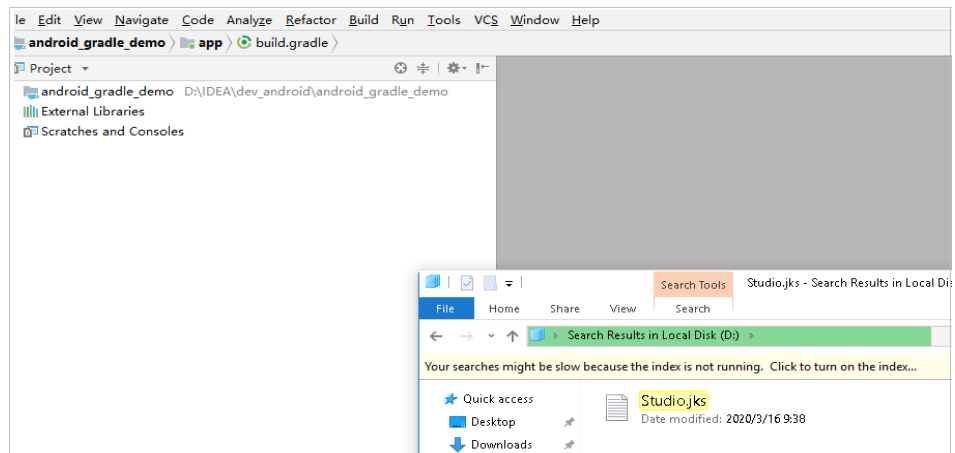 le Edit View Navigate Code Analyze Refactor Build Run Tools VCS Window Help
android_gradle_demo app build.gradle
Project
android_gradle_demo D:\IDEA\dev_android\android_gradle_demo
External Libraries
Scratches and Consoles
Search Tools Studio.jks - Search Results in Local Di
File Home Share View Search
Search Results in Local Disk (D:)
Your searches might be slow because the index is not running. Click to turn on the index...
Quick access
Studio.jks
Desktop
Date modified: 2020/3/16 9:38
Downloads